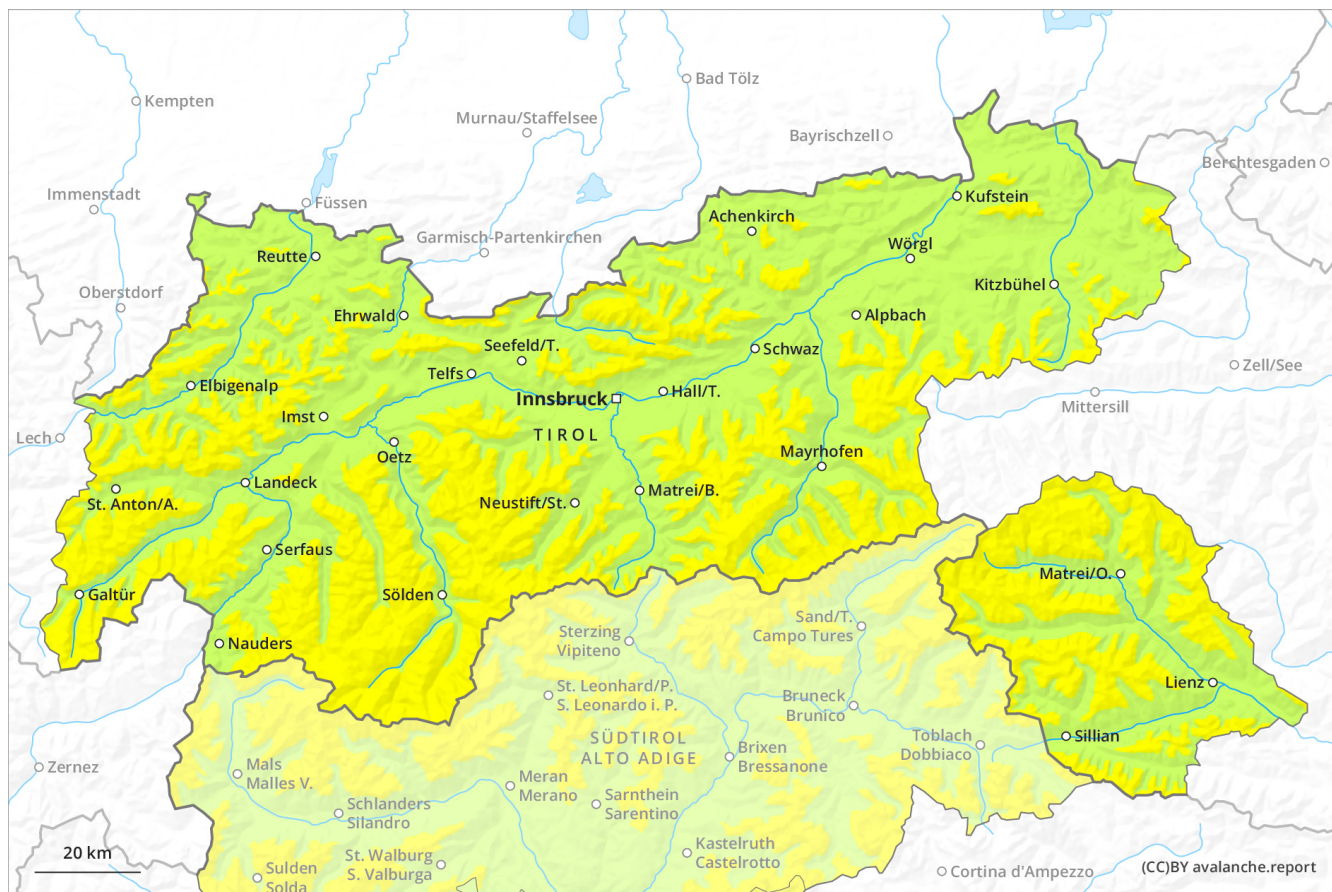 Bad Tölz
Kempten
Murnau/Staffelsee
Bayrischzell
Berchtesgaden
Immenstadt
Füssen
Kufstein
Achenkirch
Garmisch-Partenkirchen
Wörgl
Reutte
Oberstdorf
Kitzbühel
Ehrwald
Alpbach
Seefeld/T.
Schwaz
Zell/See
Telfs
Elbigenalp
Hall/T.
Innsbruck
Mittersill
Imst
TIROL
Lech
Oetz
Mayrhofen
Landeck
Matrei/B.
St. Anton/A.
Neustift/St.
Serfaus
Matrei/O.
Galtür
Sölden
Sand/T.
Campo Tures
Sterzing
Vipiteno
Nauders
Lienz
St. Leonhard/P.
S. Leonardo i. P.
Bruneck
Brunico
Sillian
SÜDTIROL
ALTO ADIGE
Toblach
Dobbiaco
Brixen
Bressanone
Zernez
Mals
Malles V.
Meran
Merano
Sarnthein
Sarentino
Schlanders
Silandro
Kastelruth
Castelrotto
20 km
St. Walburg
S. Valburga
Sulden
Solda
Cortina d'Ampezzo
(CC)BY avalanche.report